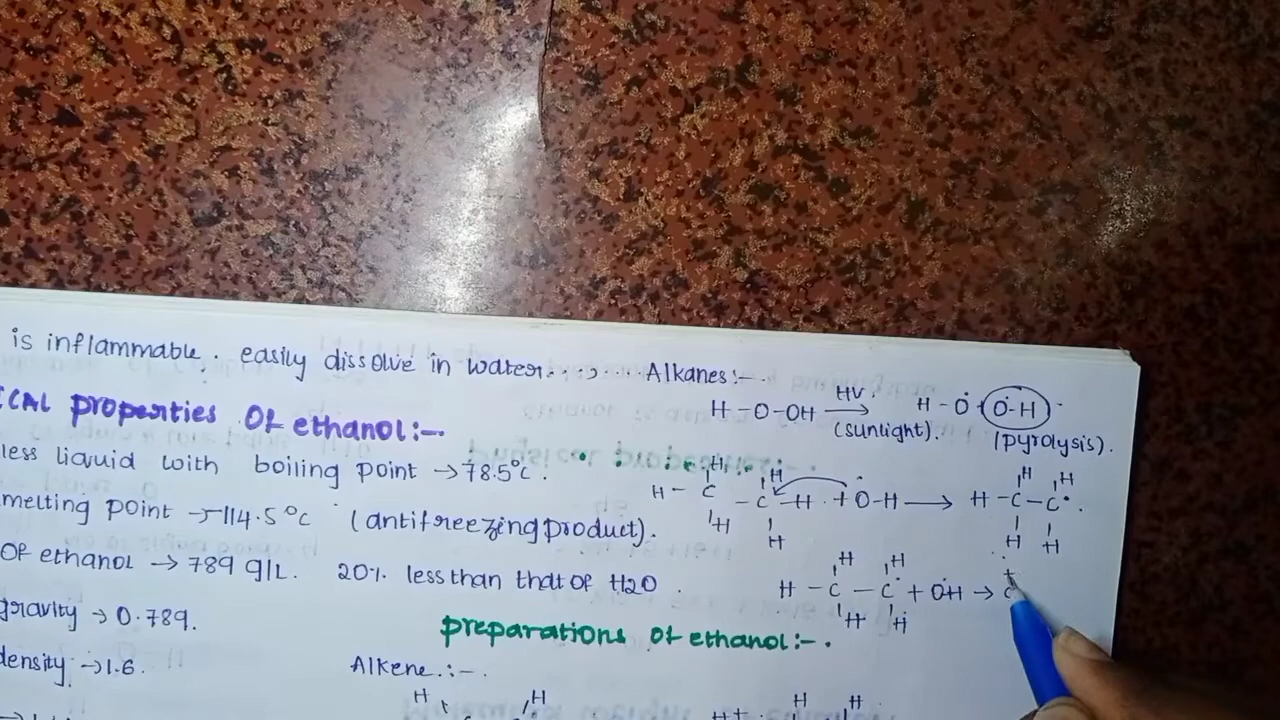 is inflammable. easily dissolve in water.
CAL properties Of ethanol:-.
less liquid with boiling point → 78.5°C.
melting point → -114.5°C (antifreezing product).
Of ethanol → 789 g/L. 20% less than that of H2O.
gravity → 0.789.
density → 1.6.
Alkanes:-.
H-O-OH → H-Ȯ + Ȯ-H
HV.
(sunlight).
(pyrolysis).
H H H
H-C-C-H + Ȯ-H → H-C-Ċ.
H H H H
H H
H-C-Ċ + ȮH → C
H H
preparations Of ethanol:-.
Alkene.:-.
H H H H